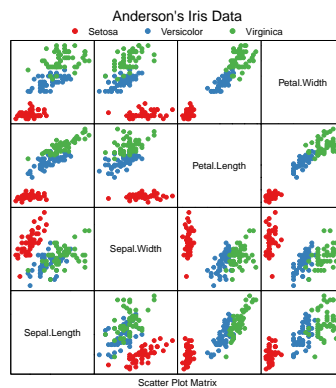 Anderson's Iris Data
Setosa Versicolor Virginica
Petal.Width
Petal.Length
Sepal.Width
Sepal.Length
Scatter Plot Matrix